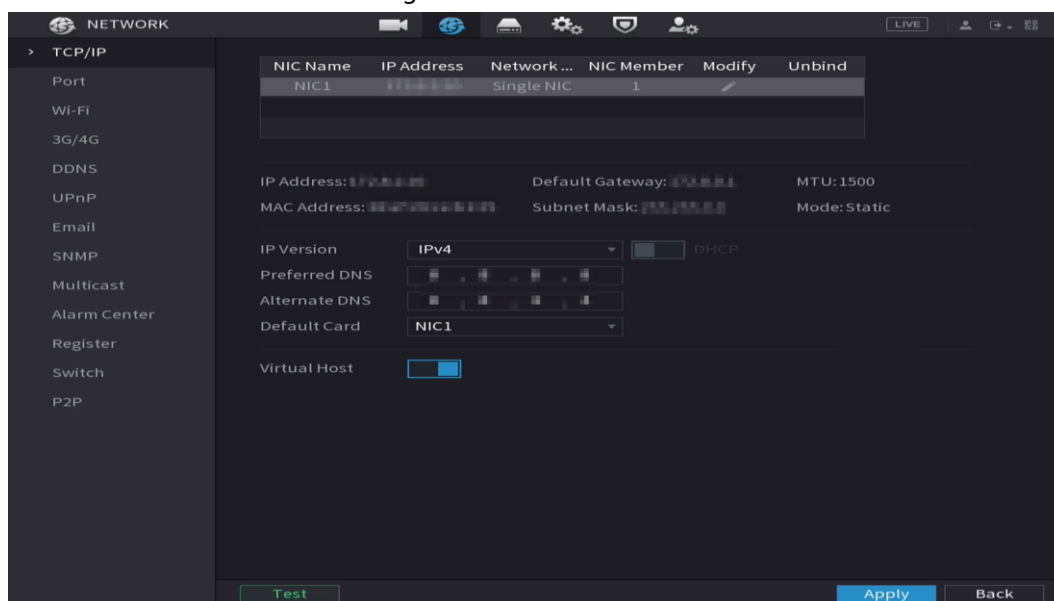 NETWORK
LIVE
TCP/IP
Port
Wi-Fi
3G/4G
DDNS
UPnP
Email
SNMP
Multicast
Alarm Center
Register
Switch
P2P
NIC Name IP Address Network... NIC Member Modify Unbind
NIC1 Single NIC 1
IP Address: Default Gateway: MTU:1500
MAC Address: Subnet Mask: Mode:Static
IP Version IPv4 DHCP
Preferred DNS
Alternate DNS
Default Card NIC1
Virtual Host
Test Apply Back